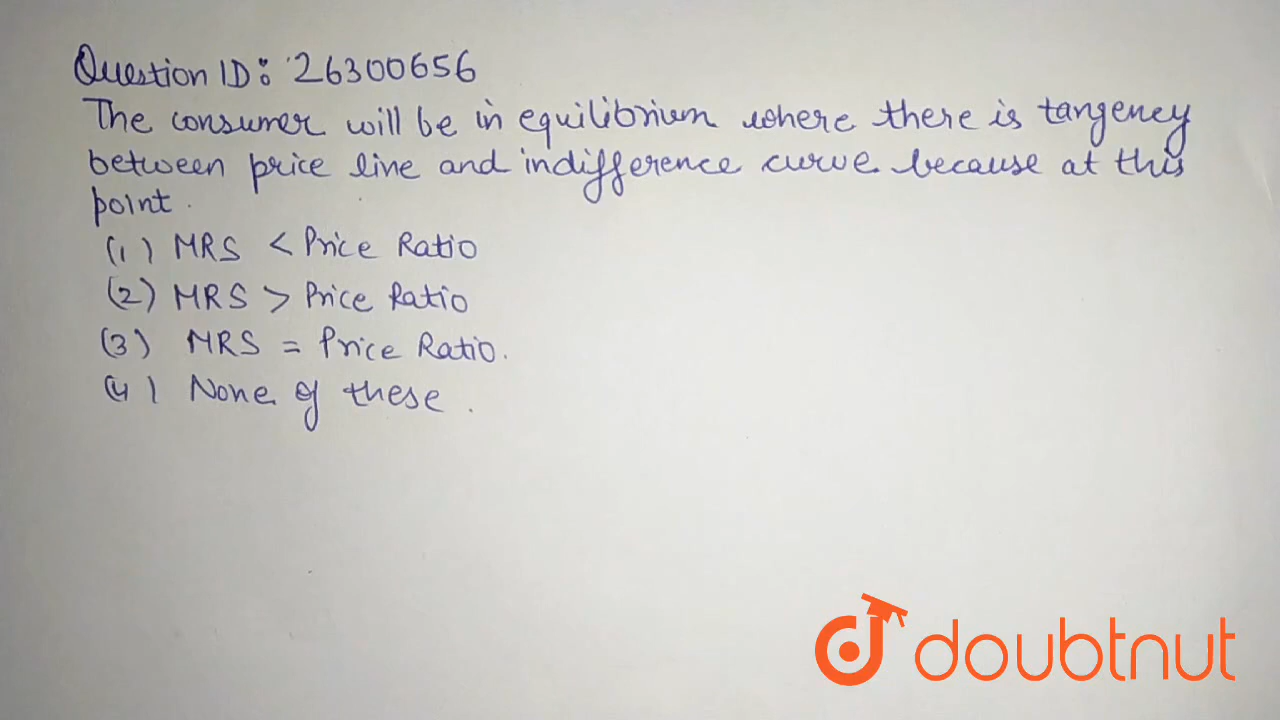 Question ID: 26300656
The consumer will be in equilibrium where there is tangency
between price line and indifference curve because at this
point.
(1) MRS < Price Ratio
(2) MRS > Price Ratio
(3) MRS = Price Ratio.
(4) None of these.
doubtnut